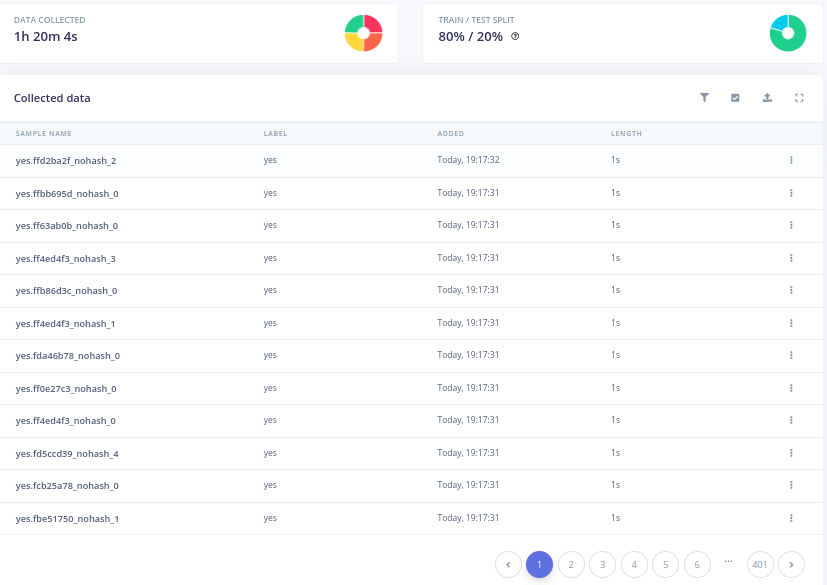 DATA COLLECTED
1h 20m 4s
TRAIN / TEST SPLIT
80% / 20% ?
Collected data
SAMPLE NAME LABEL ADDED LENGTH
yes.ffd2ba2f_nohash_2 yes Today, 19:17:32 1s
yes.ffbb695d_nohash_0 yes Today, 19:17:31 1s
yes.ff63ab0b_nohash_0 yes Today, 19:17:31 1s
yes.ff4ed4f3_nohash_3 yes Today, 19:17:31 1s
yes.ffb86d3c_nohash_0 yes Today, 19:17:31 1s
yes.ff4ed4f3_nohash_1 yes Today, 19:17:31 1s
yes.fda46b78_nohash_0 yes Today, 19:17:31 1s
yes.ff0e27c3_nohash_0 yes Today, 19:17:31 1s
yes.ff4ed4f3_nohash_0 yes Today, 19:17:31 1s
yes.fd5ccd39_nohash_4 yes Today, 19:17:31 1s
yes.fcb25a78_nohash_0 yes Today, 19:17:31 1s
yes.fbe51750_nohash_1 yes Today, 19:17:31 1s
‹ 1 2 3 4 5 6 ... 401 ›